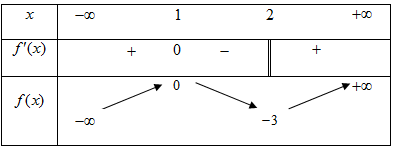 x −∞ 1 2 +∞
f′(x) + 0 − +
0 +∞
f(x)
−∞ −3